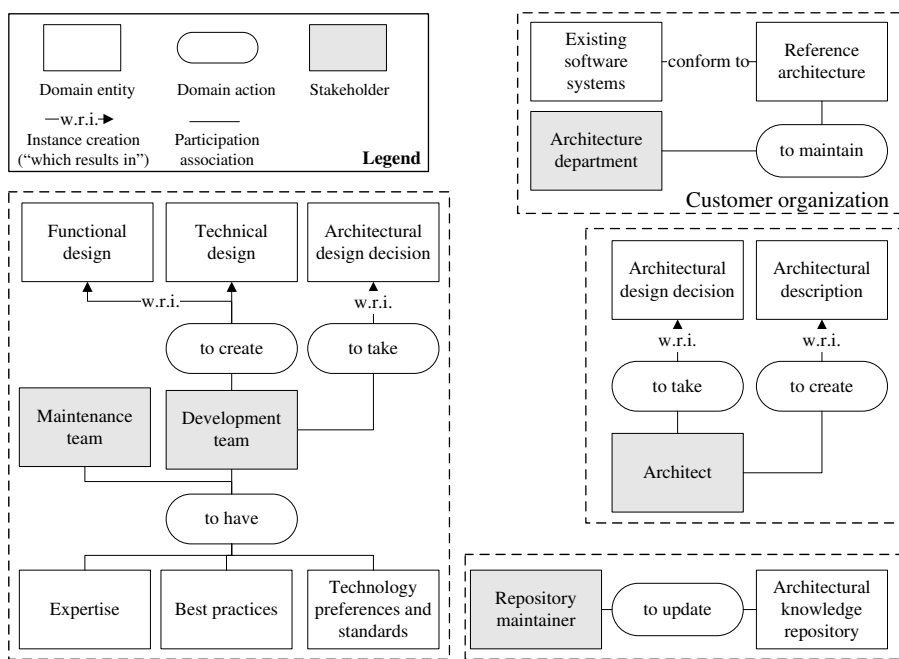 Domain entity
Domain action
Stakeholder
w.r.i.
Instance creation
("which results in")
Participation
association
Legend
Existing
software
systems
conform to
Reference
architecture
Architecture
department
to maintain
Customer organization
Functional
design
Technical
design
Architectural
design decision
w.r.i.
w.r.i.
to create
to take
Maintenance
team
Development
team
to have
Expertise
Best practices
Technology
preferences and
standards
Architectural
design decision
Architectural
description
w.r.i.
w.r.i.
to take
to create
Architect
Repository
maintainer
to update
Architectural
knowledge
repository